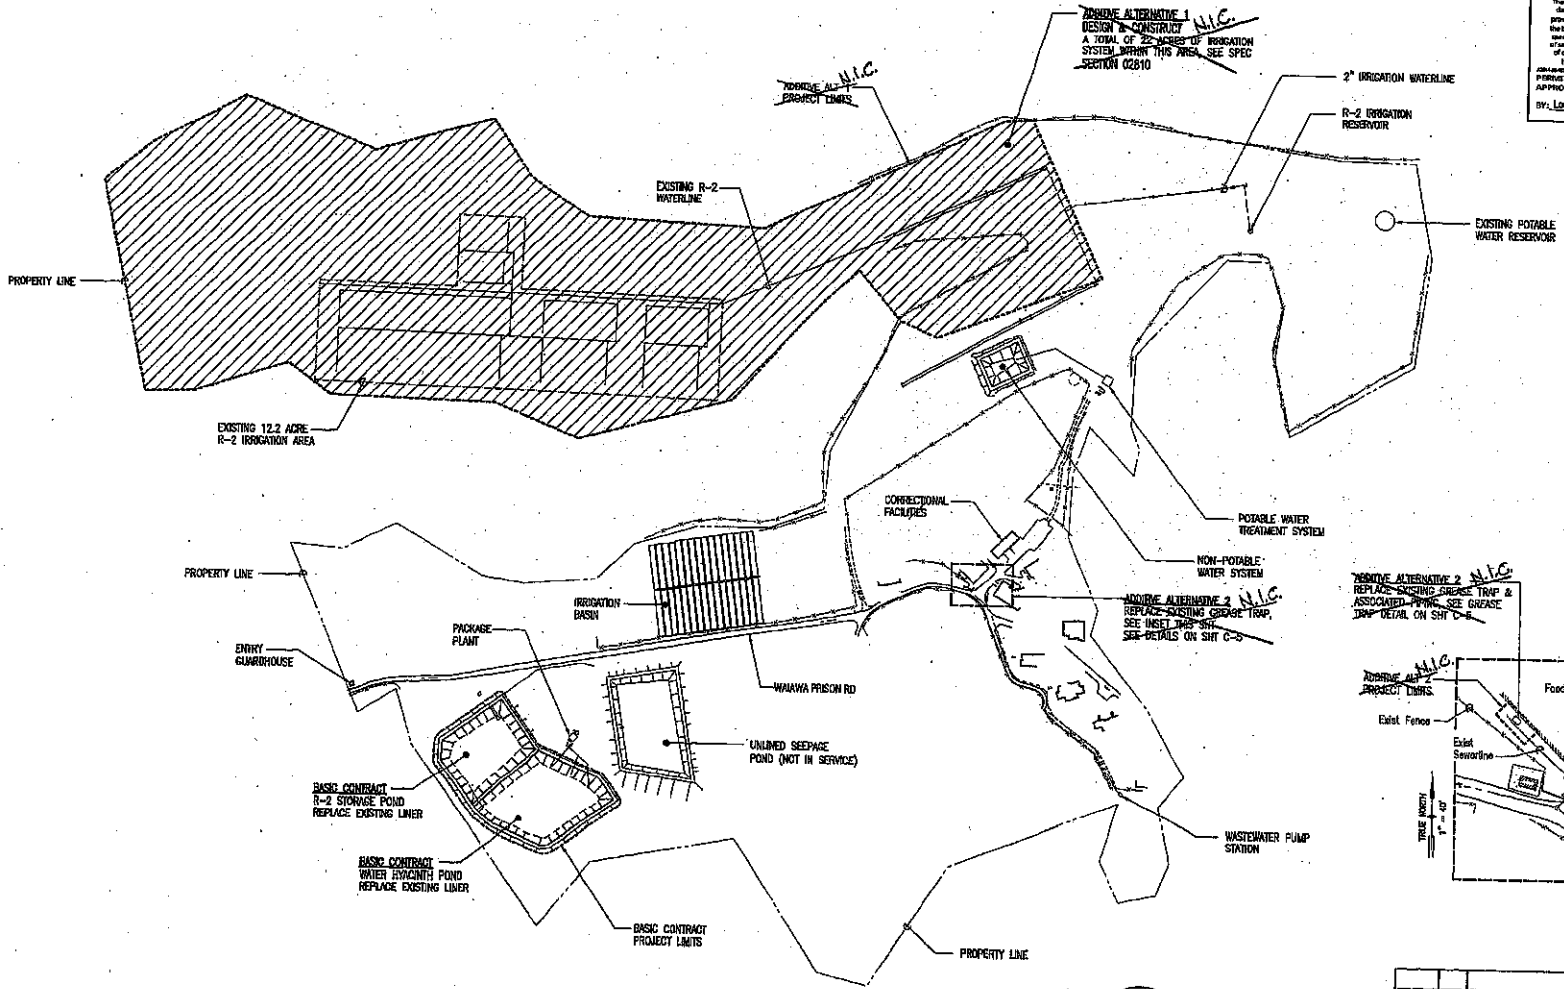 ADDITIVE ALTERNATIVE 1 N.I.C.
DESIGN & CONSTRUCT
A TOTAL OF 22 ACRES OF IRRIGATION
SYSTEM WITHIN THIS AREA, SEE SPEC
SECTION 02810
ADDITIVE ALT 1 N.I.C.
PROJECT LIMITS
2" IRRIGATION WATERLINE
R-2 IRRIGATION
RESERVOIR
EXISTING R-2
WATERLINE
EXISTING POTABLE
WATER RESERVOIR
PROPERTY LINE
EXISTING 12.2 ACRE
R-2 IRRIGATION AREA
CORRECTIONAL
FACILITIES
POTABLE WATER
TREATMENT SYSTEM
NON-POTABLE
WATER SYSTEM
PROPERTY LINE
IRRIGATION
BASIN
ADDITIVE ALTERNATIVE 2 N.I.C.
REPLACE EXISTING GREASE TRAP,
SEE INSET THIS SHT
SEE DETAILS ON SHT C-5
ADDITIVE ALTERNATIVE 2 N.I.C.
REPLACE EXISTING GREASE TRAP &
ASSOCIATED PIPING, SEE GREASE
TRAP DETAIL ON SHT C-5
PACKAGE
PLANT
ENTRY
GUARDHOUSE
WAIAWA PRISON RD
ADDITIVE ALT 2 N.I.C.
PROJECT LIMITS
Exist Fence
Exist
Sewerline
TRUE NORTH
1" = 40'
UNLINED SEEPAGE
POND (NOT IN SERVICE)
BASIC CONTRACT
R-2 STORAGE POND
REPLACE EXISTING LINER
BASIC CONTRACT
WATER HYACINTH POND
REPLACE EXISTING LINER
WASTEWATER PUMP
STATION
BASIC CONTRACT
PROJECT LIMITS
PROPERTY LINE